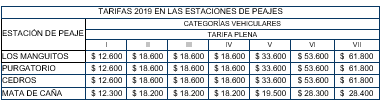 TARIFAS 2019 EN LAS ESTACIONES DE PEAJES
ESTACIÓN DE PEAJE
CATEGORÍAS VEHICULARES
TARIFA PLENA
I II III IV V VI VII
LOS MANGUITOS $ 12.600 $ 18.600 $ 18.600 $ 18.600 $ 33.600 $ 53.600 $ 61.800
PURGATORIO $ 12.600 $ 18.600 $ 18.600 $ 18.600 $ 33.600 $ 53.600 $ 61.800
CEDROS $ 12.600 $ 18.600 $ 18.600 $ 18.600 $ 33.600 $ 53.600 $ 61.800
MATA DE CAÑA $ 12.300 $ 18.200 $ 18.200 $ 18.200 $ 19.500 $ 28.300 $ 28.400